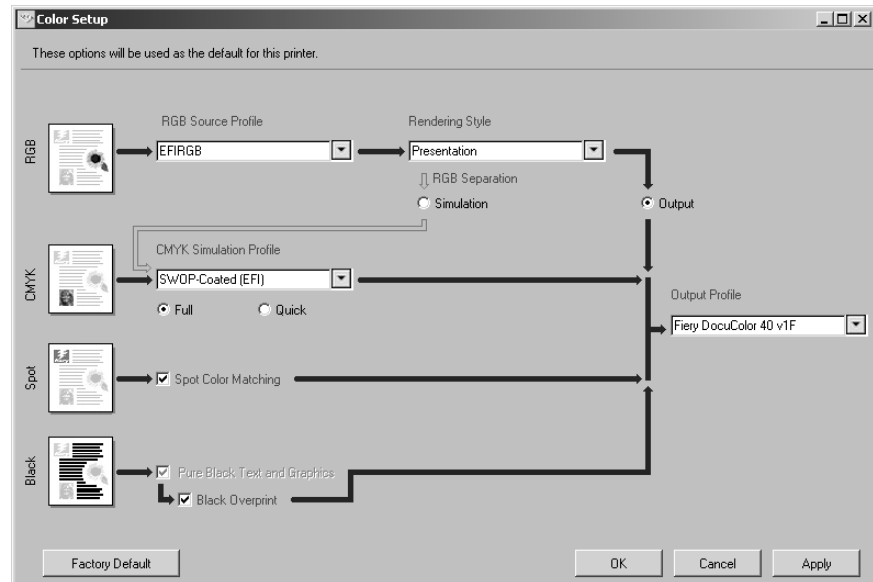 Color Setup
These options will be used as the default for this printer.
RGB
RGB Source Profile
EFIRGB
Rendering Style
Presentation
RGB Separation
Simulation
Output
CMYK
CMYK Simulation Profile
SWOP-Coated (EFI)
Full
Quick
Output Profile
Fiery DocuColor 40 v1F
Spot
Spot Color Matching
Black
Pure Black Text and Graphics
Black Overprint
Factory Default
OK
Cancel
Apply